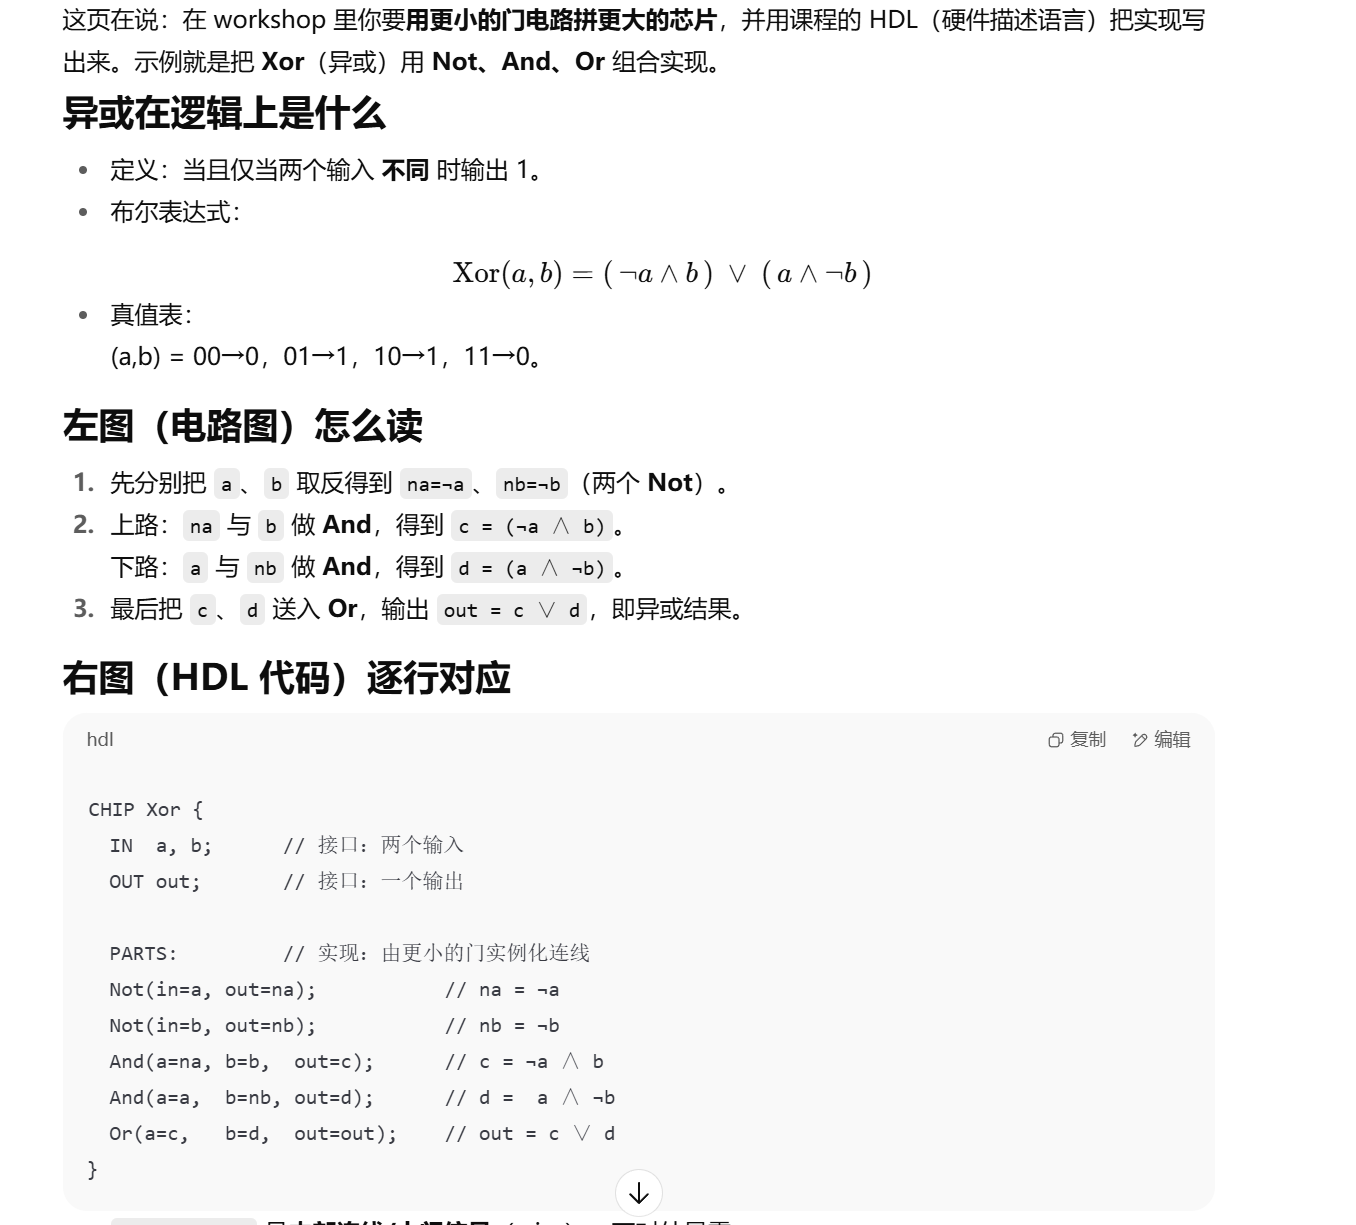 这页在说：在 workshop 里你要用更小的门电路拼更大的芯片，并用课程的 HDL（硬件描述语言）把实现写
出来。示例就是把 Xor（异或）用 Not、And、Or 组合实现。
异或在逻辑上是什么
• 定义：当且仅当两个输入 不同 时输出 1。
• 布尔表达式：
Xor(a, b) = ( ¬a ∧ b ) ∨ ( a ∧ ¬b )
• 真值表：
(a,b) = 00→0，01→1，10→1，11→0。
左图（电路图）怎么读
1. 先分别把 a 、 b 取反得到 na=¬a 、 nb=¬b （两个 Not）。
2. 上路： na 与 b 做 And，得到 c = (¬a ∧ b) 。
下路： a 与 nb 做 And，得到 d = (a ∧ ¬b) 。
3. 最后把 c 、 d 送入 Or，输出 out = c ∨ d ，即异或结果。
右图（HDL 代码）逐行对应
hdl 复制 编辑
CHIP Xor {
IN  a, b;      // 接口：两个输入
OUT out;       // 接口：一个输出
PARTS:         // 实现：由更小的门实例化连线
Not(in=a, out=na);           // na = ¬a
Not(in=b, out=nb);           // nb = ¬b
And(a=na, b=b,  out=c);      // c = ¬a ∧ b
And(a=a,  b=nb, out=d);      // d =  a ∧ ¬b
Or(a=c,   b=d,  out=out);    // out = c ∨ d
}